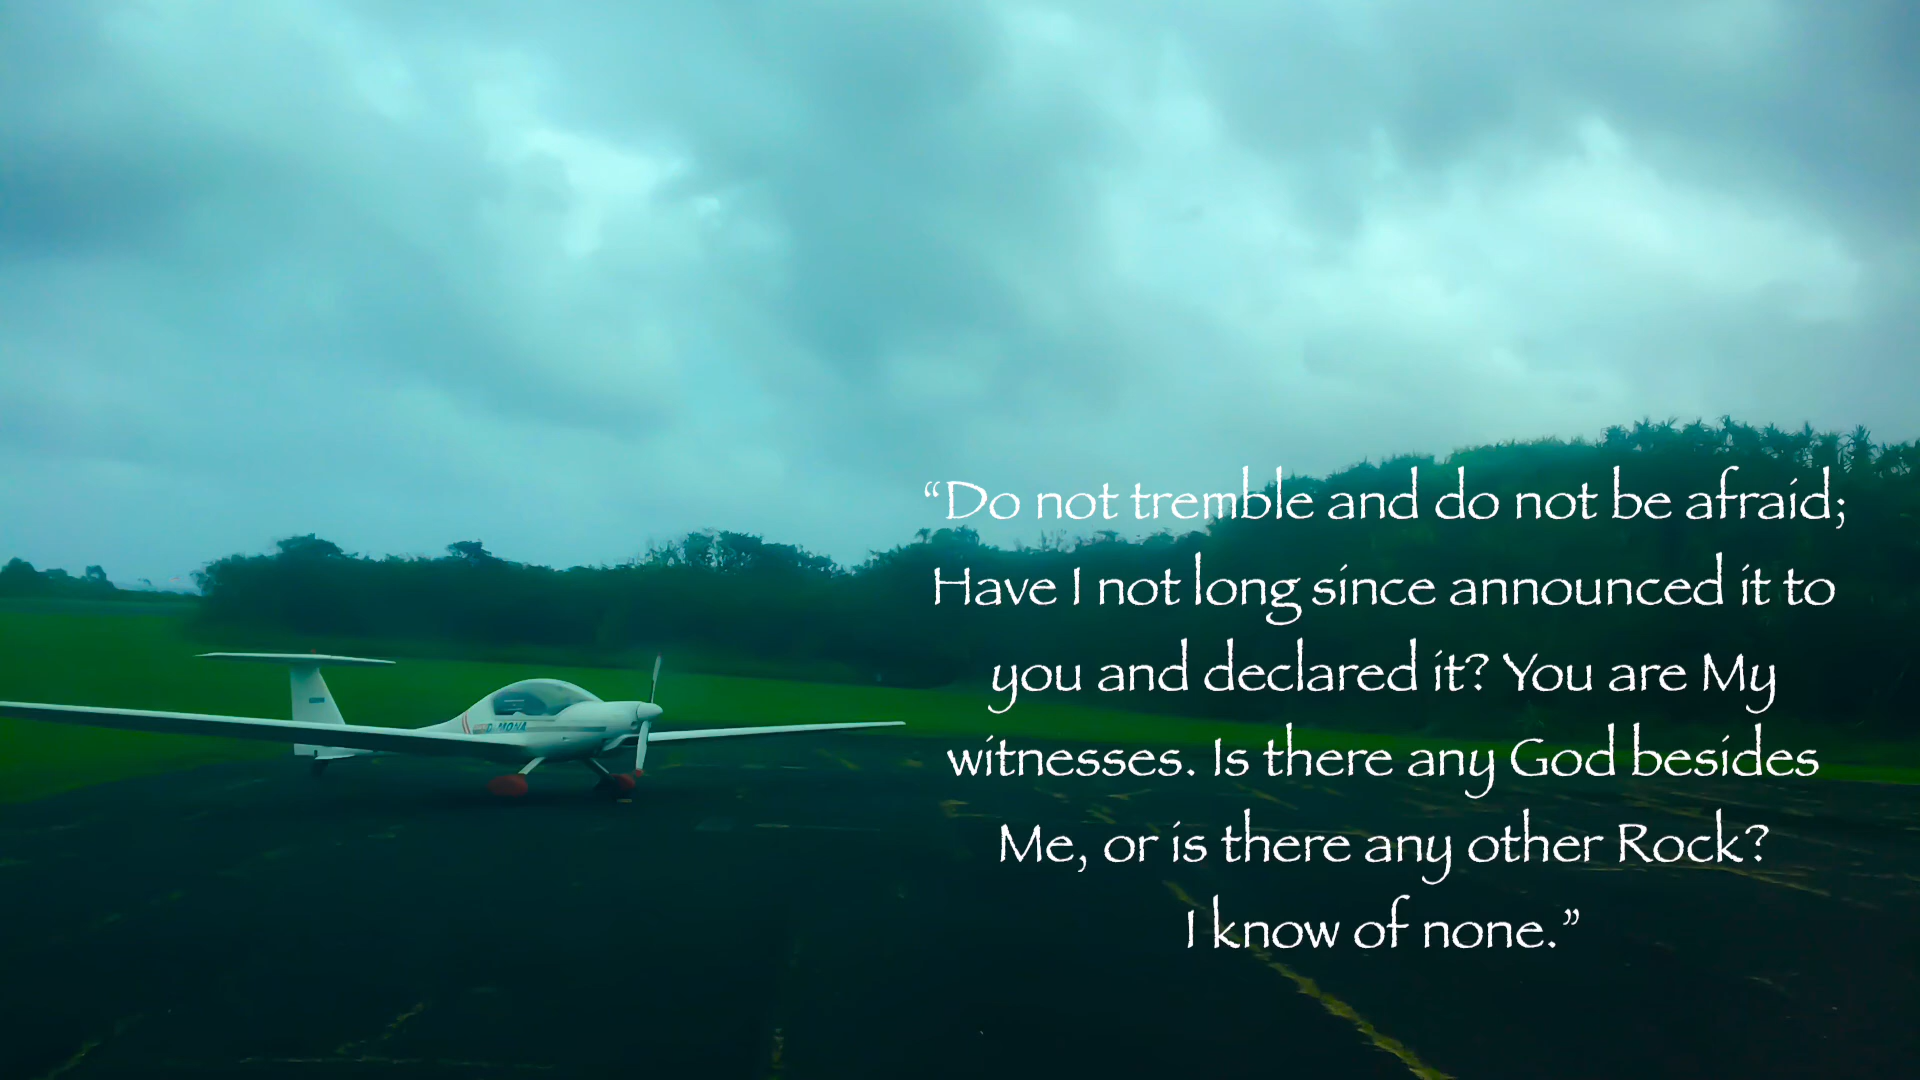 “Do not tremble and do not be afraid;
Have I not long since announced it to
you and declared it? You are My
witnesses. Is there any God besides
Me, or is there any other Rock?
I know of none.”
G-MONA